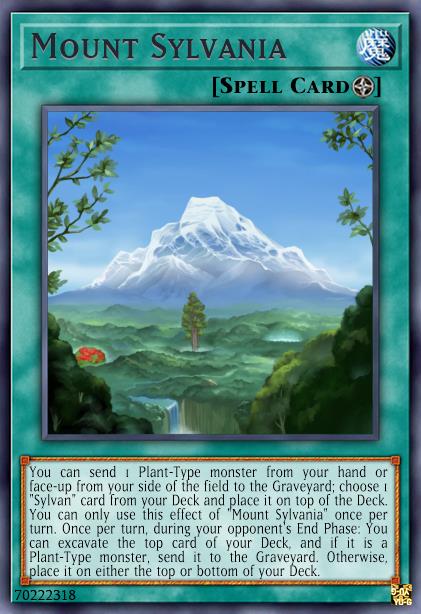 MOUNT SYLVANIA
魔
[SPELL CARD]
You can send 1 Plant-Type monster from your hand or
face-up from your side of the field to the Graveyard; choose 1
"Sylvan" card from your Deck and place it on top of the Deck.
You can only use this effect of "Mount Sylvania" once per
turn. Once per turn, during your opponent's End Phase: You
can excavate the top card of your Deck, and if it is a
Plant-Type monster, send it to the Graveyard. Otherwise,
place it on either the top or bottom of your Deck.
70222318